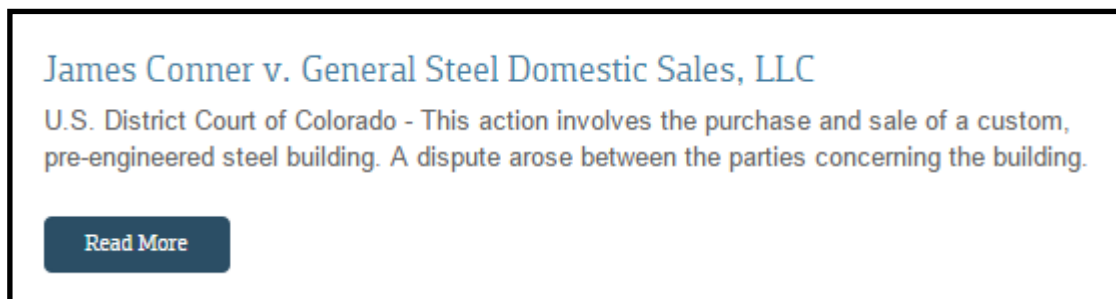 James Conner v. General Steel Domestic Sales, LLC
U.S. District Court of Colorado - This action involves the purchase and sale of a custom,
pre-engineered steel building. A dispute arose between the parties concerning the building.
Read More